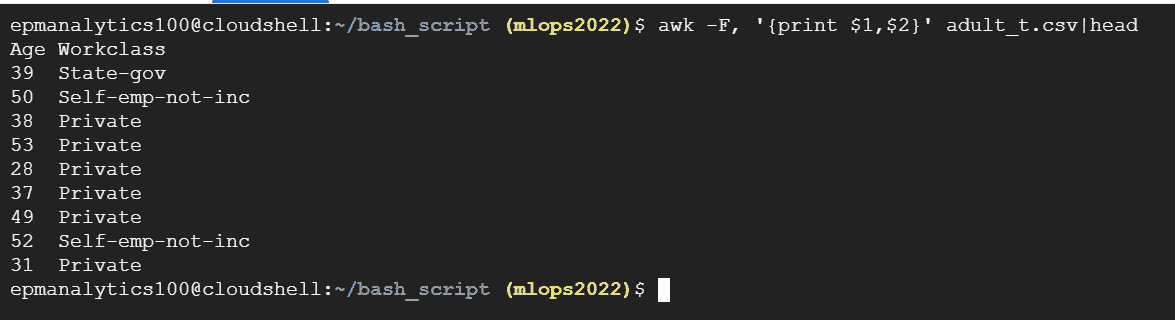 epmanalytics100@cloudshell:~/bash_script (mlops2022)$ awk -F, '{print $1,$2}' adult_t.csv|head
Age Workclass
39  State-gov
50  Self-emp-not-inc
38  Private
53  Private
28  Private
37  Private
49  Private
52  Self-emp-not-inc
31  Private
epmanalytics100@cloudshell:~/bash_script (mlops2022)$